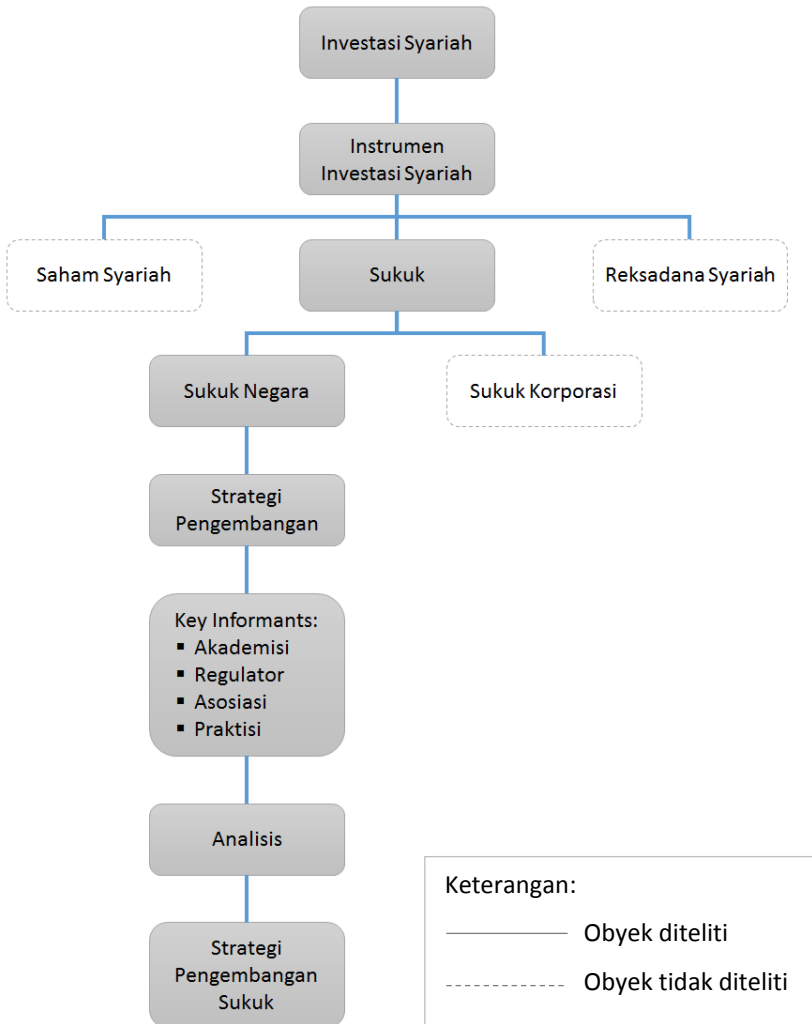 Investasi Syariah
Instrumen
Investasi Syariah
Saham Syariah
Sukuk
Reksadana Syariah
Sukuk Negara
Sukuk Korporasi
Strategi
Pengembangan
Key Informants:
▪ Akademisi
▪ Regulator
▪ Asosiasi
▪ Praktisi
Analisis
Strategi
Pengembangan
Sukuk
Keterangan:
Obyek diteliti
Obyek tidak diteliti